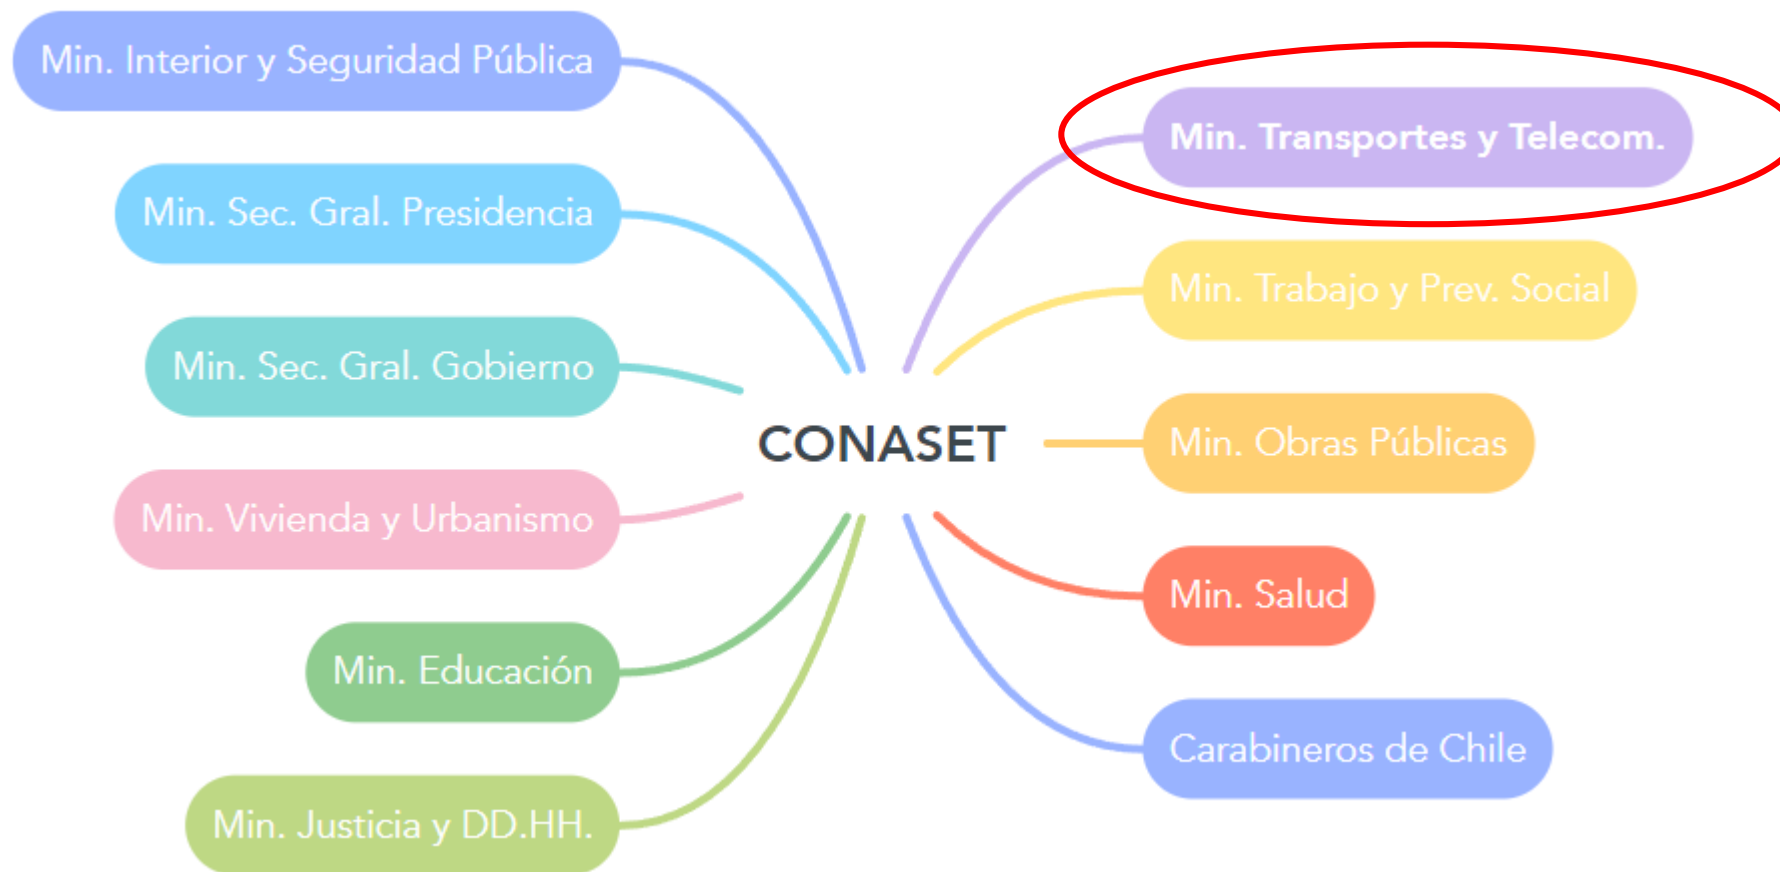 Min. Interior y Seguridad Pública
Min. Sec. Gral. Presidencia
Min. Sec. Gral. Gobierno
Min. Vivienda y Urbanismo
Min. Educación
Min. Justicia y DD.HH.
CONASET
Min. Transportes y Telecom.
Min. Trabajo y Prev. Social
Min. Obras Públicas
Min. Salud
Carabineros de Chile